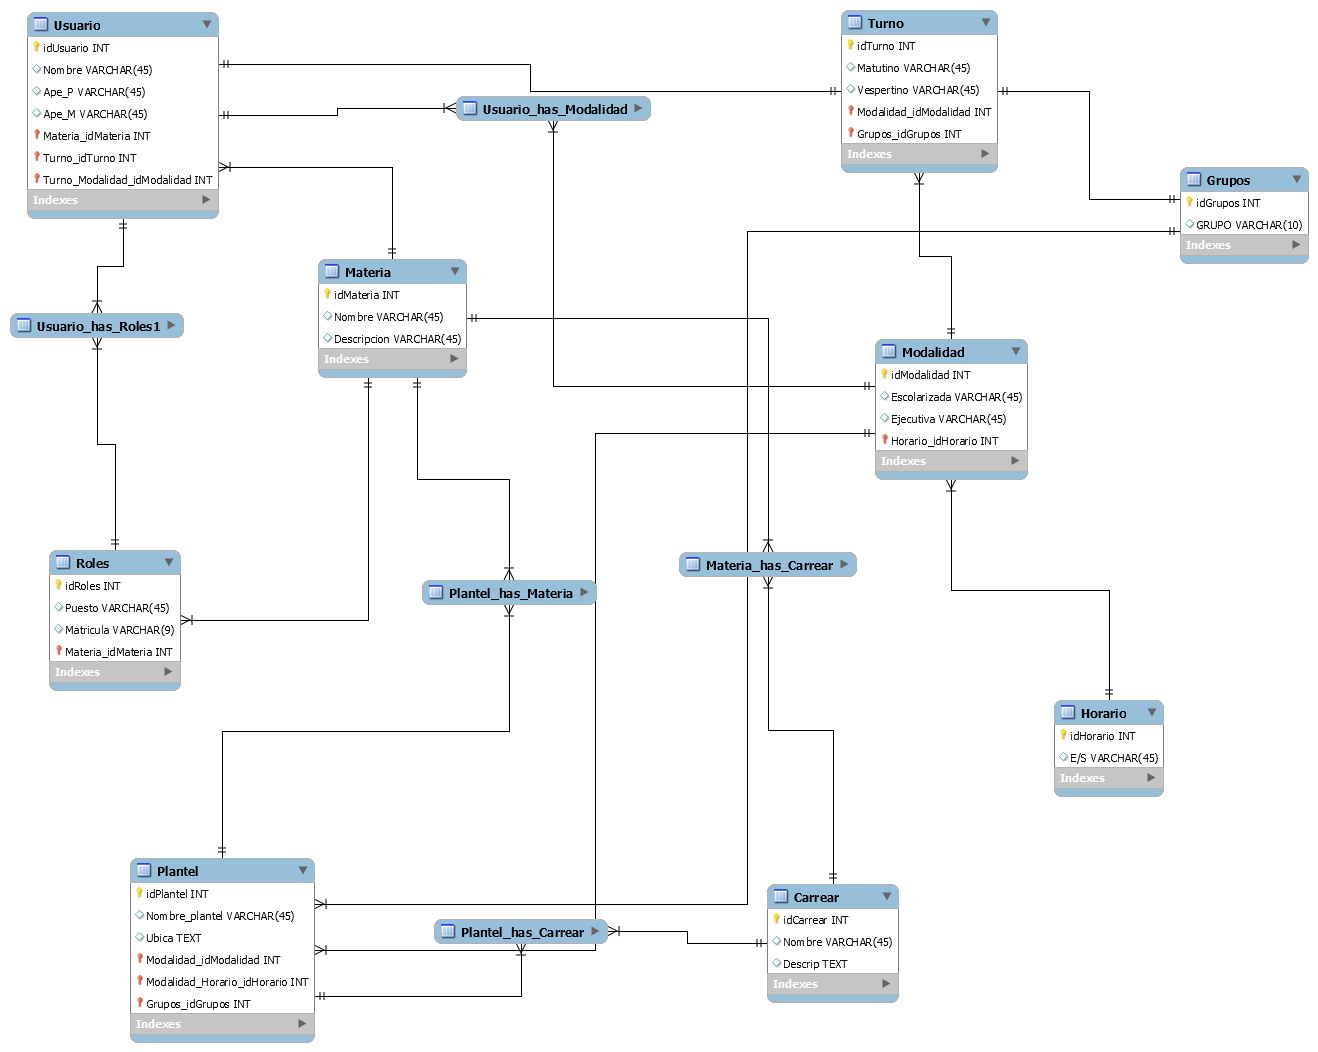 Usuario
idUsuario INT
Nombre VARCHAR(45)
Ape_P VARCHAR(45)
Ape_M VARCHAR(45)
Materia_idMateria INT
Turno_idTurno INT
Turno_Modalidad_idModalidad INT
Indexes
Turno
idTurno INT
Matutino VARCHAR(45)
Vespertino VARCHAR(45)
Modalidad_idModalidad INT
Grupos_idGrupos INT
Indexes
Usuario_has_Modalidad
Grupos
idGrupos INT
GRUPO VARCHAR(10)
Indexes
Materia
idMateria INT
Nombre VARCHAR(45)
Descripcion VARCHAR(45)
Indexes
Usuario_has_Roles1
Modalidad
idModalidad INT
Escolarizada VARCHAR(45)
Ejecutiva VARCHAR(45)
Horario_idHorario INT
Indexes
Roles
idRoles INT
Puesto VARCHAR(45)
Matricula VARCHAR(9)
Materia_idMateria INT
Indexes
Plantel_has_Materia
Materia_has_Carrear
Horario
idHorario INT
E/S VARCHAR(45)
Indexes
Plantel
idPlantel INT
Nombre_plantel VARCHAR(45)
Ubica TEXT
Modalidad_idModalidad INT
Modalidad_Horario_idHorario INT
Grupos_idGrupos INT
Indexes
Plantel_has_Carrear
Carrear
idCarrear INT
Nombre VARCHAR(45)
Descrip TEXT
Indexes